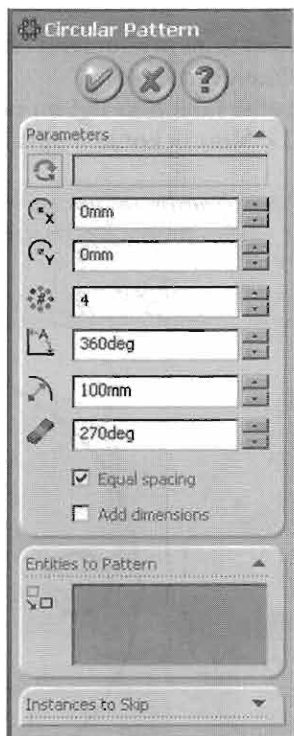 Circular Pattern
?
Parameters
X
0mm
Y
0mm
#
4
A
360deg
100mm
270deg
Equal spacing
Add dimensions
Entities to Pattern
Instances to Skip